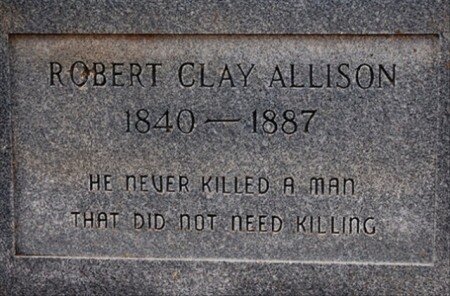 ROBERT CLAY ALLISON
1840 — 1887
HE NEVER KILLED A MAN
THAT DID NOT NEED KILLING